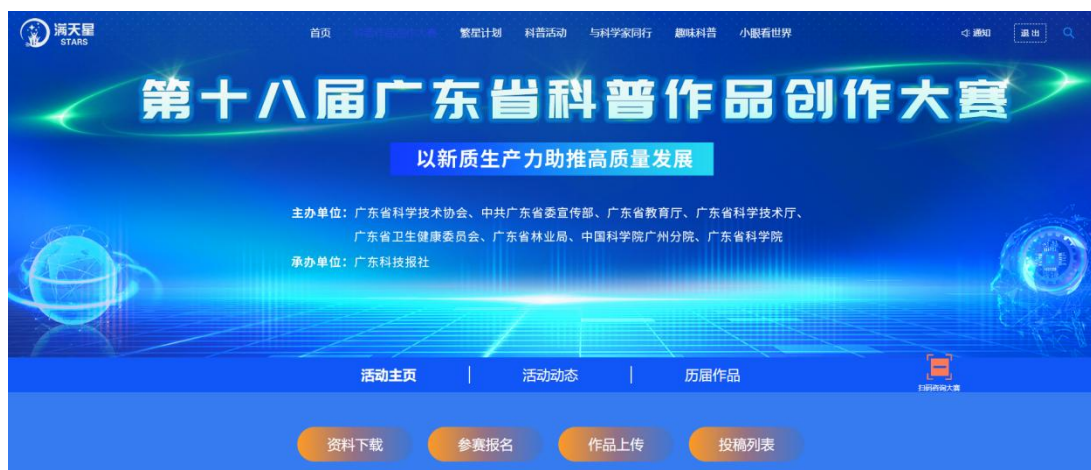 满天星
STARS
首页
繁星计划
科普活动
与科学家同行
趣味科普
小眼看世界
通知
退出
第十八届广东省科普作品创作大赛
以新质生产力助推高质量发展
主办单位：广东省科学技术协会、中共广东省委宣传部、广东省教育厅、广东省科学技术厅、
广东省卫生健康委员会、广东省林业局、中国科学院广州分院、广东省科学院
承办单位：广东科技报社
活动主页
活动动态
历届作品
扫码咨询大赛
资料下载
参赛报名
作品上传
投稿列表